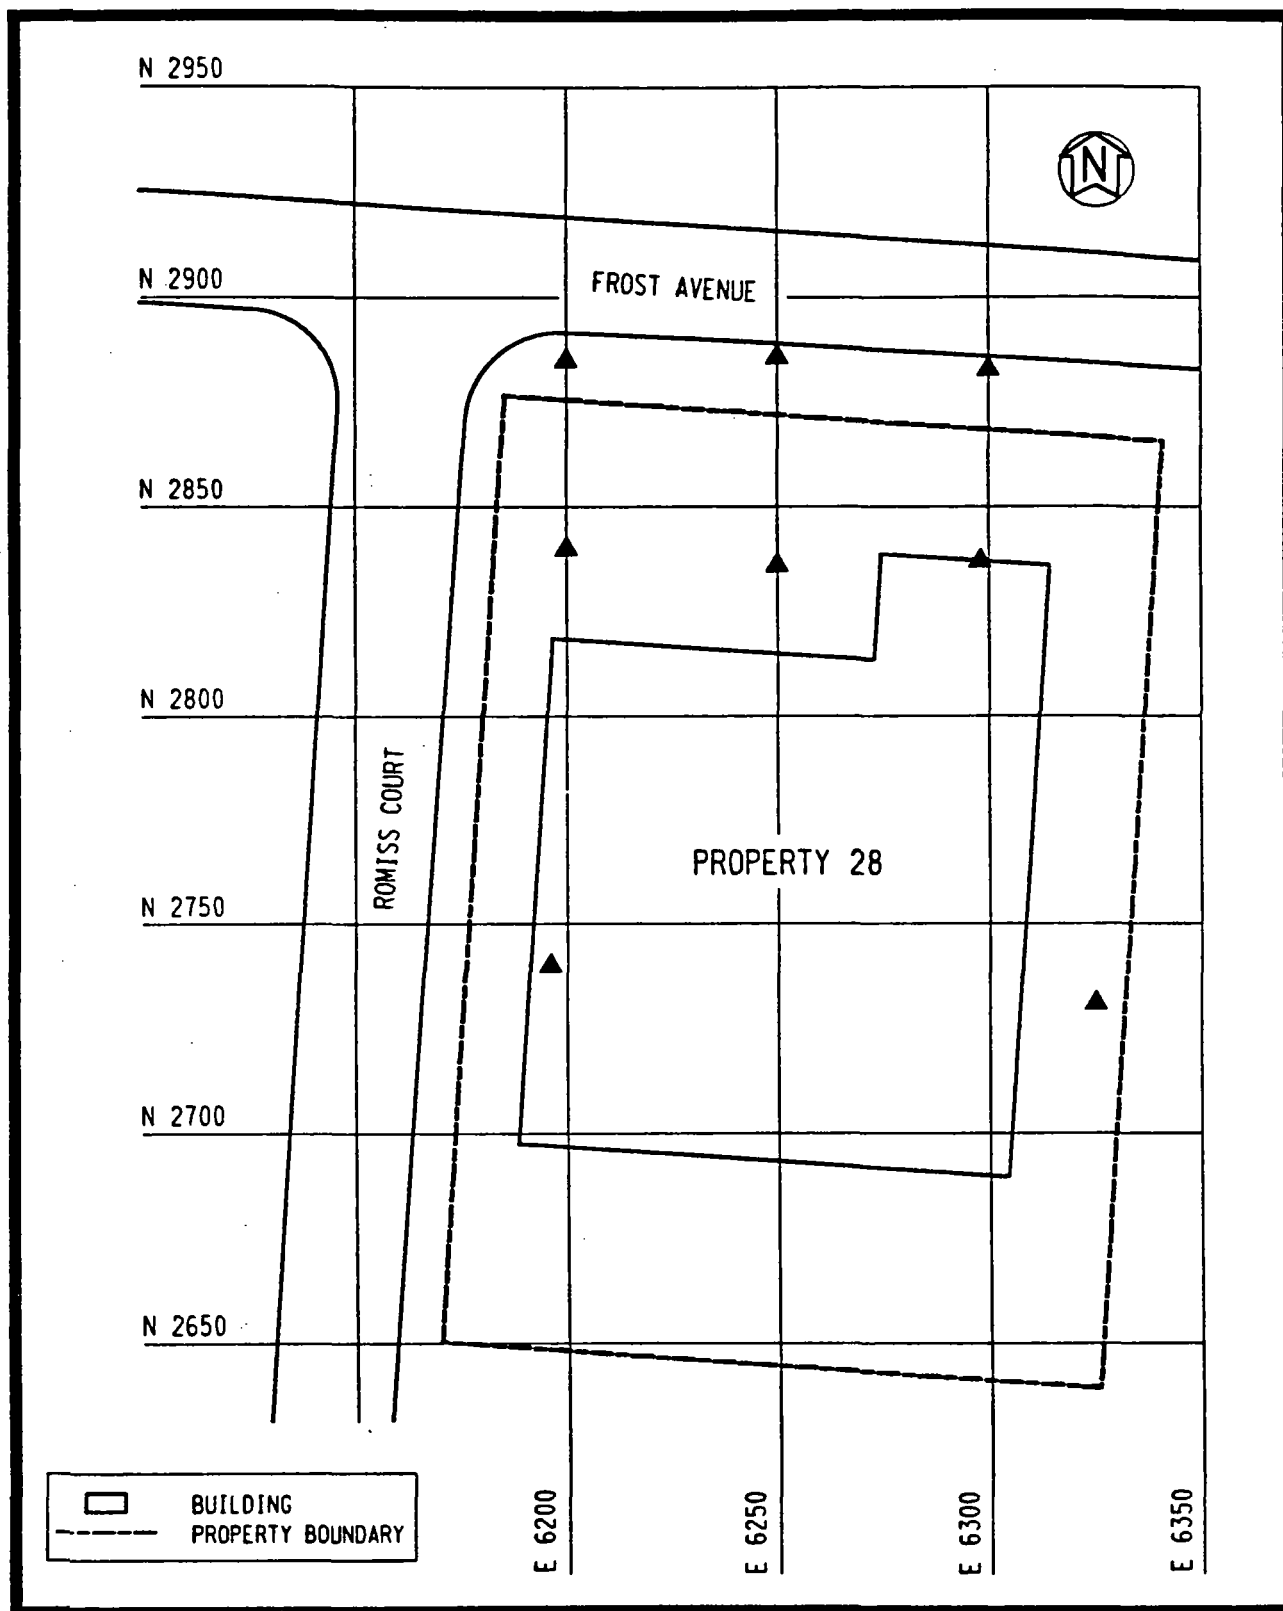 N 2950
N
N 2900
FROST AVENUE
N 2850
N 2800
ROMISS COURT
PROPERTY 28
N 2750
N 2700
N 2650
BUILDING
PROPERTY BOUNDARY
E 6200
E 6250
E 6300
E 6350